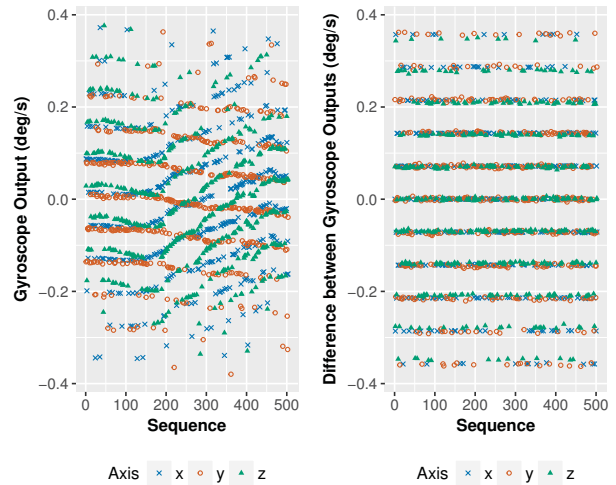 Gyroscope Output (deg/s)
0.4
0.2
0.0
−0.2
−0.4
0 100 200 300 400 500
Sequence
Axis x y z
Difference between Gyroscope Outputs (deg/s)
0.4
0.2
0.0
−0.2
−0.4
0 100 200 300 400 500
Sequence
Axis x y z